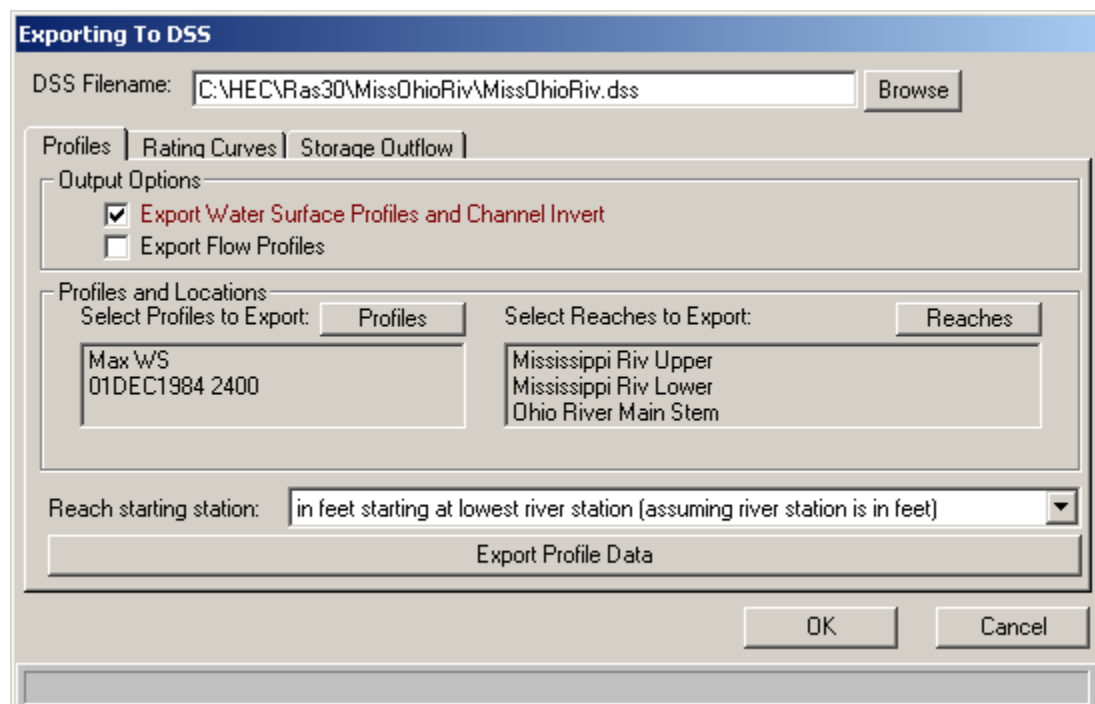 Exporting To DSS
DSS Filename: C:\HEC\Ras30\MissOhioRiv\MissOhioRiv.dss Browse
Profiles Rating Curves Storage Outflow
Output Options
Export Water Surface Profiles and Channel Invert
Export Flow Profiles
Profiles and Locations
Select Profiles to Export: Profiles Select Reaches to Export: Reaches
Max WS Mississippi Riv Upper
01DEC1984 2400 Mississippi Riv Lower
Ohio River Main Stem
Reach starting station: in feet starting at lowest river station (assuming river station is in feet)
Export Profile Data
OK Cancel